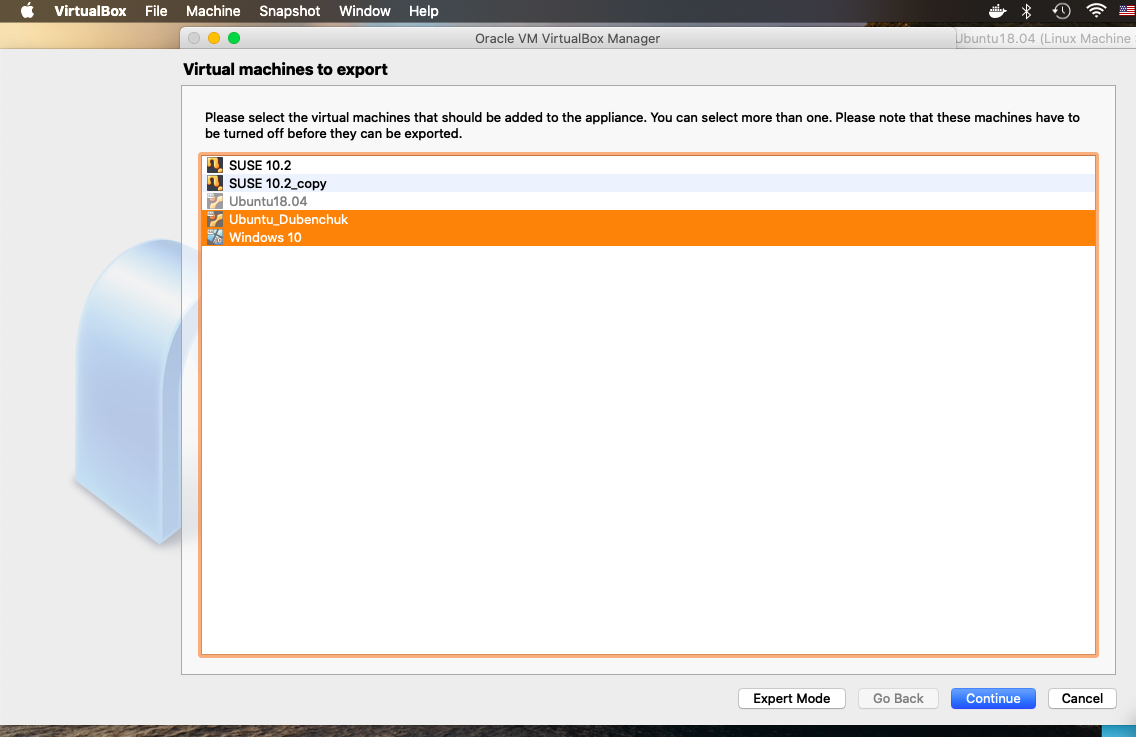 VirtualBox File Machine Snapshot Window Help
Oracle VM VirtualBox Manager
Ubuntu18.04 (Linux Machine
Virtual machines to export
Please select the virtual machines that should be added to the appliance. You can select more than one. Please note that these machines have to
be turned off before they can be exported.
SUSE 10.2
SUSE 10.2_copy
Ubuntu18.04
Ubuntu_Dubenchuk
Windows 10
Expert Mode Go Back Continue Cancel